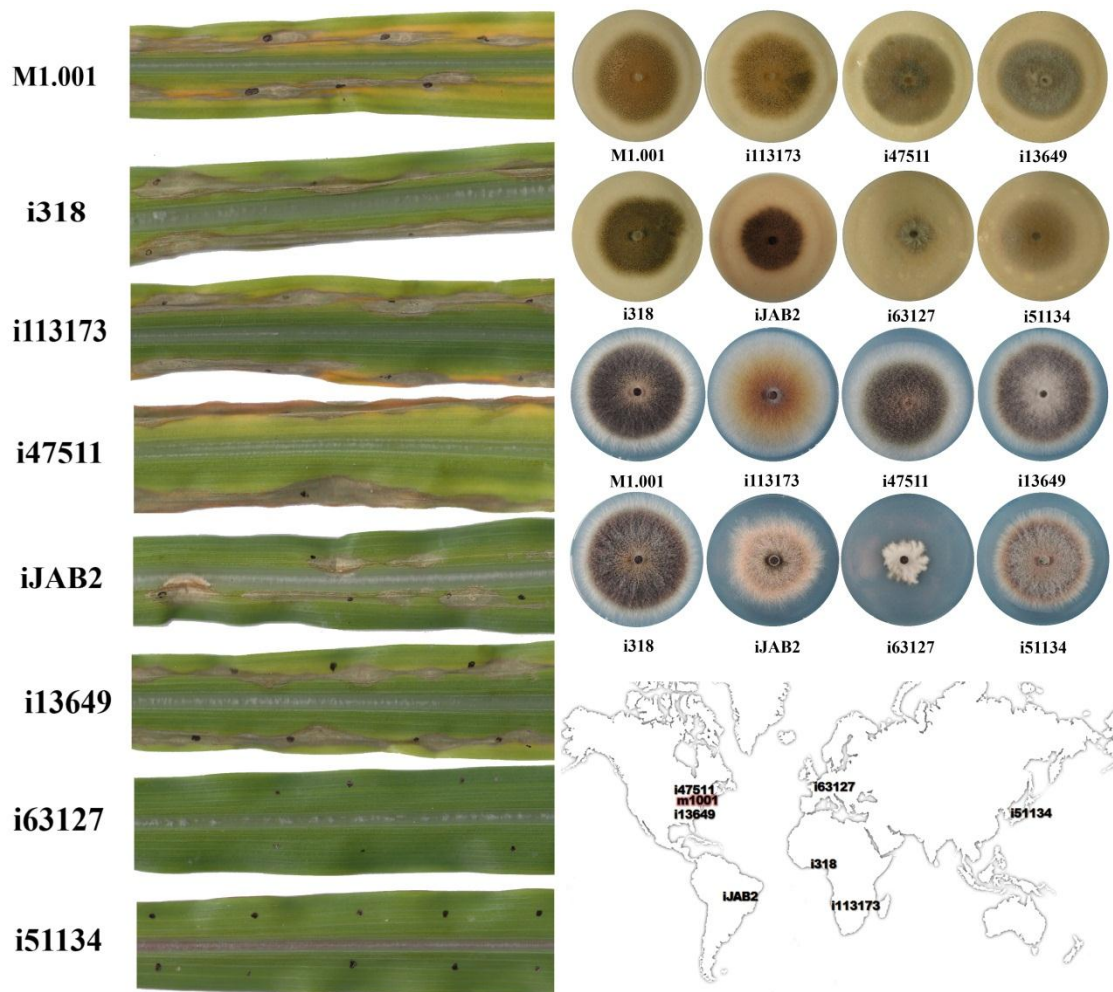 M1.001
i318
i113173
i47511
iJAB2
i13649
i63127
i51134
M1.001 i113173 i47511 i13649
i318 iJAB2 i63127 i51134
M1.001 i113173 i47511 i13649
i318 iJAB2 i63127 i51134
i47511
m1001
i13649
i63127
i51134
i318
iJAB2
i113173